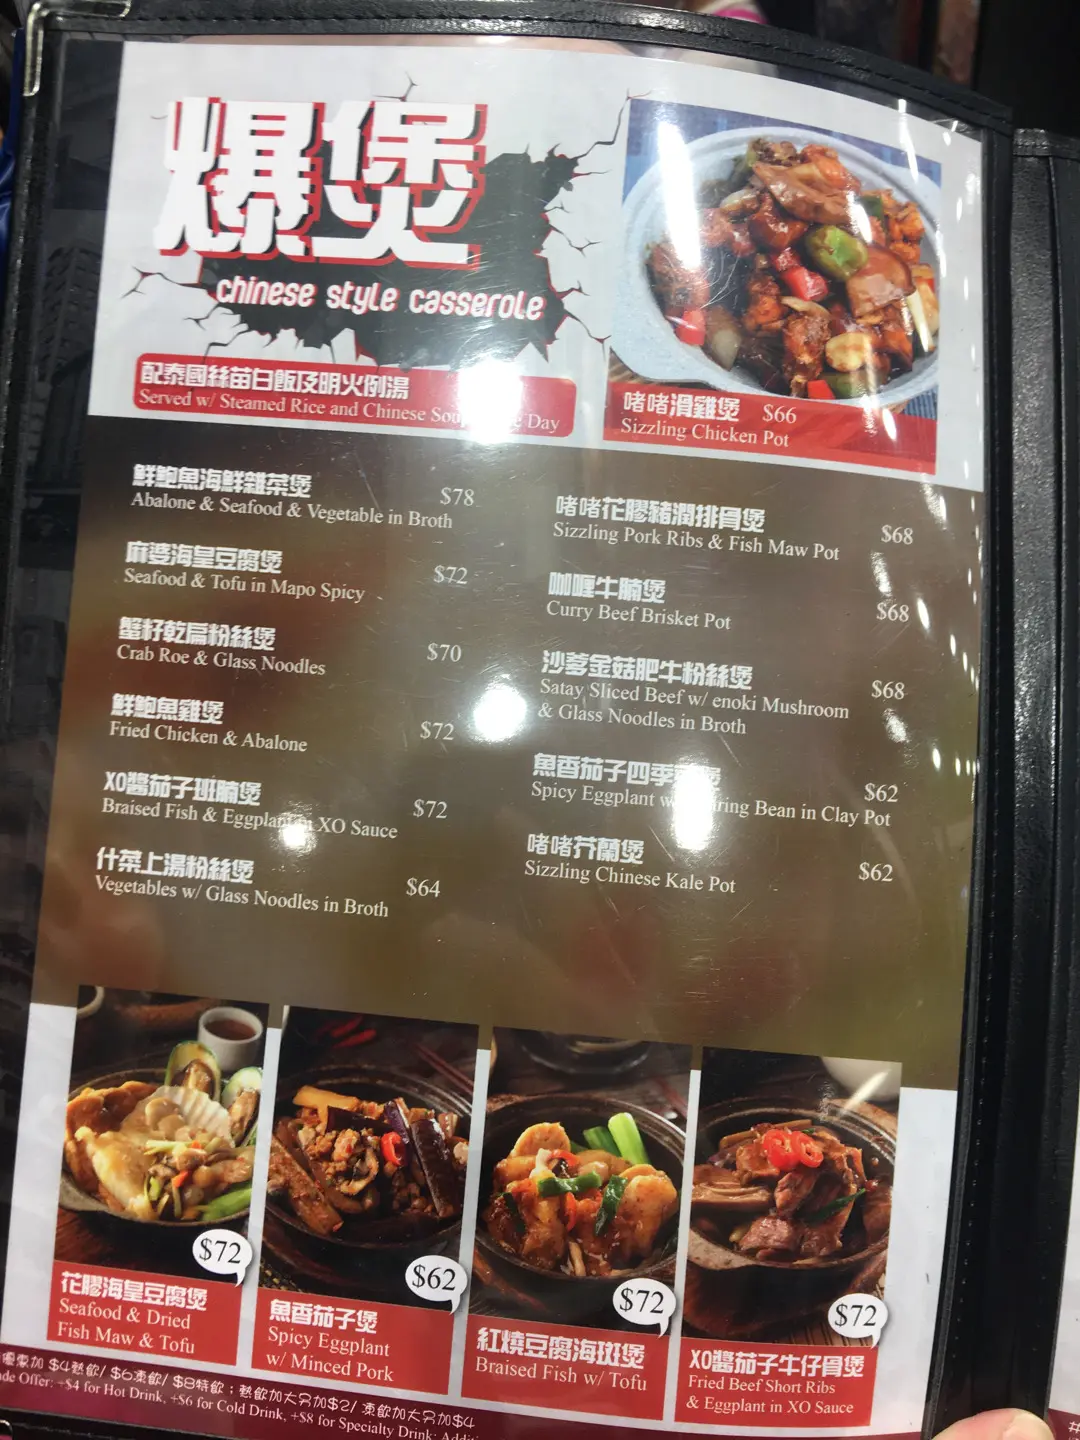 爆煲
chinese style casserole
配泰國絲苗白飯及明火例湯
Served w/ Steamed Rice and Chinese Soup Day
啫啫滑雞煲 $66
Sizzling Chicken Pot
鮮鮑魚海鮮雜菜煲 $78
Abalone & Seafood & Vegetable in Broth
麻婆海皇豆腐煲 $72
Seafood & Tofu in Mapo Spicy
蟹籽乾扁粉絲煲 $70
Crab Roe & Glass Noodles
鮮鮑魚雞煲 $72
Fried Chicken & Abalone
XO醬茄子班腩煲 $72
Braised Fish & Eggplant in XO Sauce
什菜上湯粉絲煲 $64
Vegetables w/ Glass Noodles in Broth
啫啫花膠豬潤排骨煲 $68
Sizzling Pork Ribs & Fish Maw Pot
咖喱牛腩煲 $68
Curry Beef Brisket Pot
沙爹金菇肥牛粉絲煲 $68
Satay Sliced Beef w/ enoki Mushroom
& Glass Noodles in Broth
魚香茄子四季 煲 $62
Spicy Eggplant Bean in Clay Pot
啫啫芥蘭煲 $62
Sizzling Chinese Kale Pot
$72
花膠海皇豆腐煲
Seafood & Dried
Fish Maw & Tofu
$62
魚香茄子煲
Spicy Eggplant
w/ Minced Pork
$72
紅燒豆腐海斑煲
Braised Fish w/ Tofu
$72
XO醬茄子牛仔骨煲
Fried Beef Short Ribs
& Eggplant in XO Sauce
加 $4熱飲/ $6凍飲/ $8特飲；熱飲加大另加$2/ 凍飲加大另加$4
Offer: +$4 for Hot Drink, +$6 for Cold Drink, +$8 for Specialty Drink;